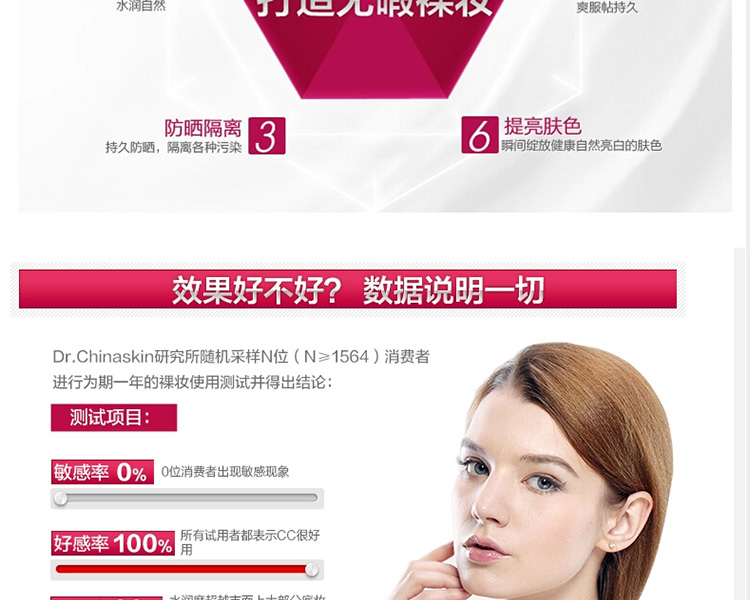 打造无暇裸妆
水润自然
爽服帖持久
防晒隔离 3
持久防晒，隔离各种污染
6 提亮肤色
瞬间绽放健康自然亮白的肤色
效果好不好？ 数据说明一切
Dr.Chinaskin研究所随机采样N位（N≥1564）消费者
进行为期一年的裸妆使用测试并得出结论：
测试项目：
敏感率 0% 0位消费者出现敏感现象
好感率 100% 所有试用者都表示CC很好
用